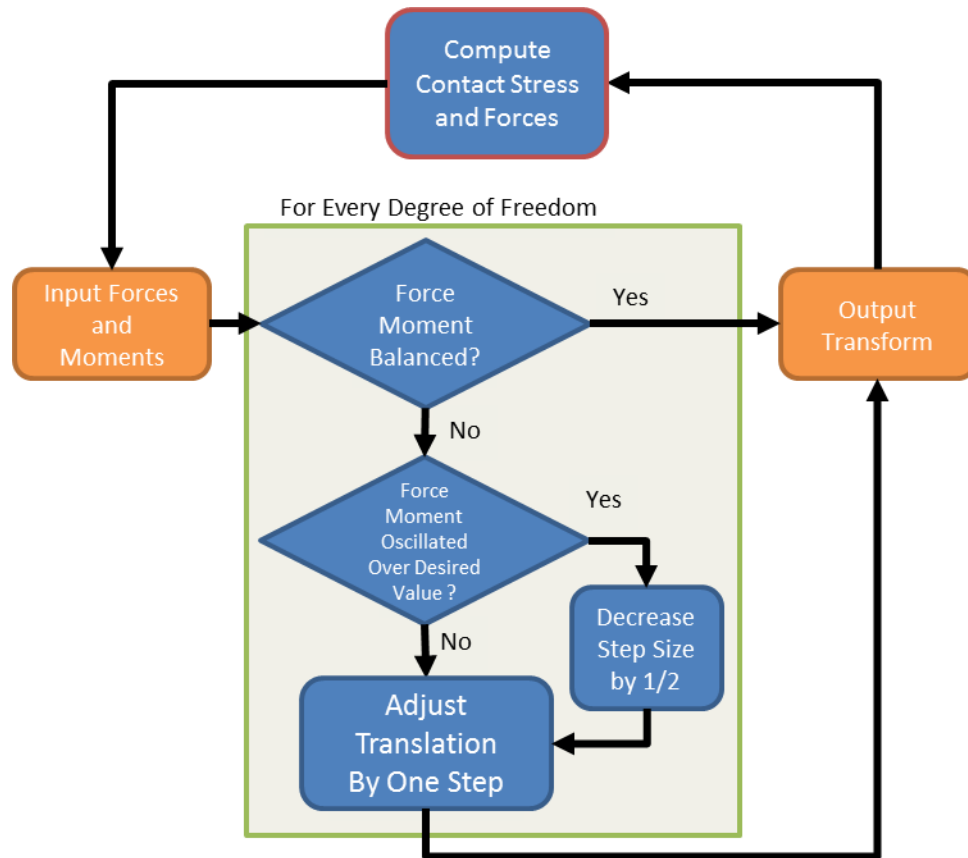 Compute
Contact Stress
and Forces
For Every Degree of Freedom
Input Forces
and
Moments
Force
Moment
Balanced?
Yes
Output
Transform
No
Force
Moment
Oscillated
Over Desired
Value ?
Yes
Decrease
Step Size
by 1/2
No
Adjust
Translation
By One Step